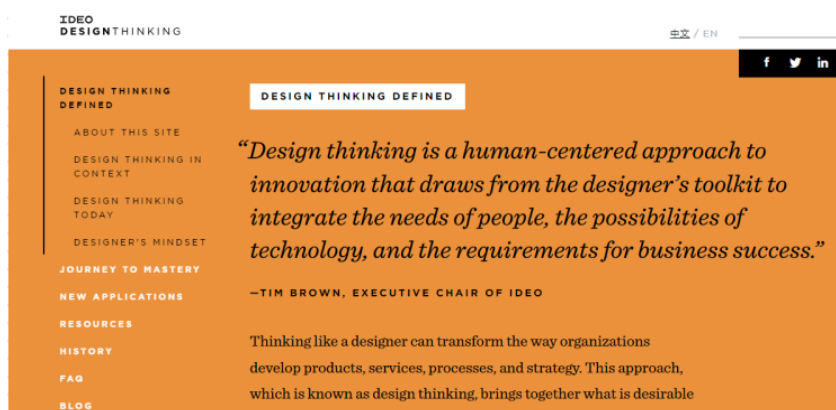 IDEO
DESIGNTHINKING
中文 / EN
f in
DESIGN THINKING
DEFINED
ABOUT THIS SITE
DESIGN THINKING IN
CONTEXT
DESIGN THINKING
TODAY
DESIGNER'S MINDSET
JOURNEY TO MASTERY
NEW APPLICATIONS
RESOURCES
HISTORY
FAQ
BLOG
DESIGN THINKING DEFINED
“Design thinking is a human-centered approach to
innovation that draws from the designer’s toolkit to
integrate the needs of people, the possibilities of
technology, and the requirements for business success.”
—TIM BROWN, EXECUTIVE CHAIR OF IDEO
Thinking like a designer can transform the way organizations
develop products, services, processes, and strategy. This approach,
which is known as design thinking, brings together what is desirable